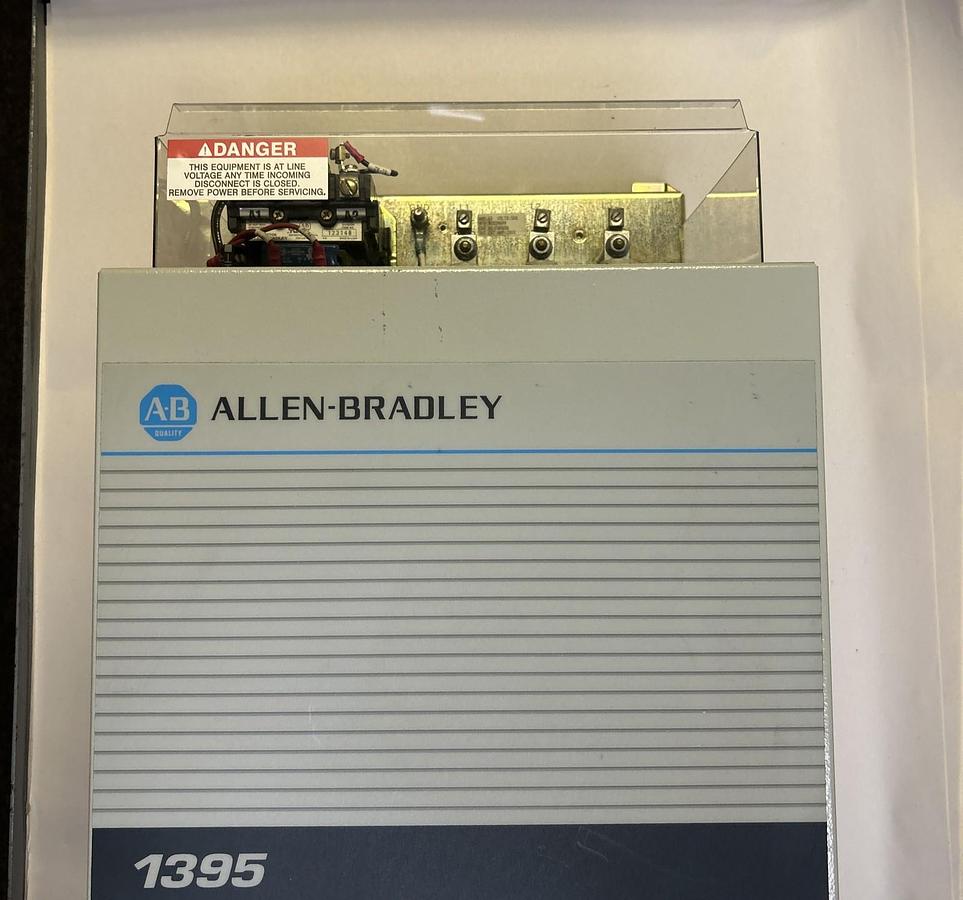 DANGER
THIS EQUIPMENT IS AT LINE
VOLTAGE ANY TIME INCOMING
DISCONNECT IS CLOSED.
REMOVE POWER BEFORE SERVICING.
A·B
QUALITY
ALLEN-BRADLEY
1395